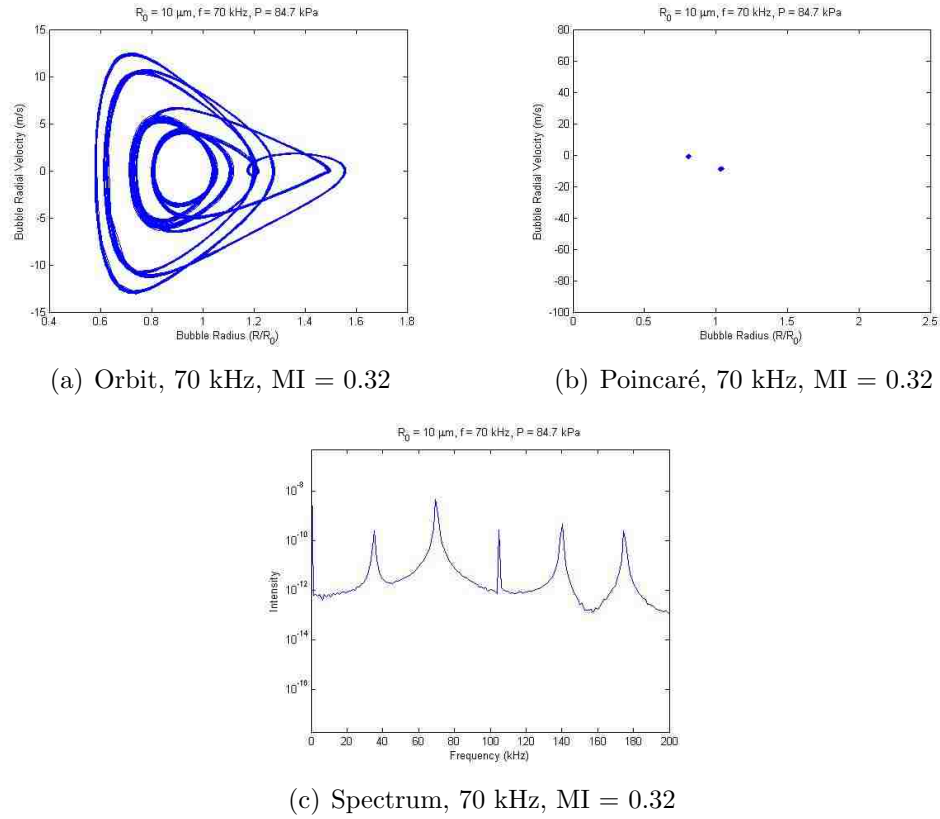 R0 = 10 μm, f = 70 kHz, P = 84.7 kPa
15
10
5
0
-5
-10
-15
0.4 0.6 0.8 1 1.2 1.4 1.6 1.8
Bubble Radial Velocity (m/s)
Bubble Radius (R/R0)
(a) Orbit, 70 kHz, MI = 0.32
R0 = 10 μm, f = 70 kHz, P = 84.7 kPa
80
60
40
20
0
-20
-40
-60
-80
-100
0 0.5 1 1.5 2 2.5
Bubble Radial Velocity (m/s)
Bubble Radius (R/R0)
(b) Poincaré, 70 kHz, MI = 0.32
R0 = 10 μm, f = 70 kHz, P = 84.7 kPa
10^-8
10^-10
10^-12
10^-14
10^-16
0 20 40 60 80 100 120 140 160 180 200
Intensity
Frequency (kHz)
(c) Spectrum, 70 kHz, MI = 0.32